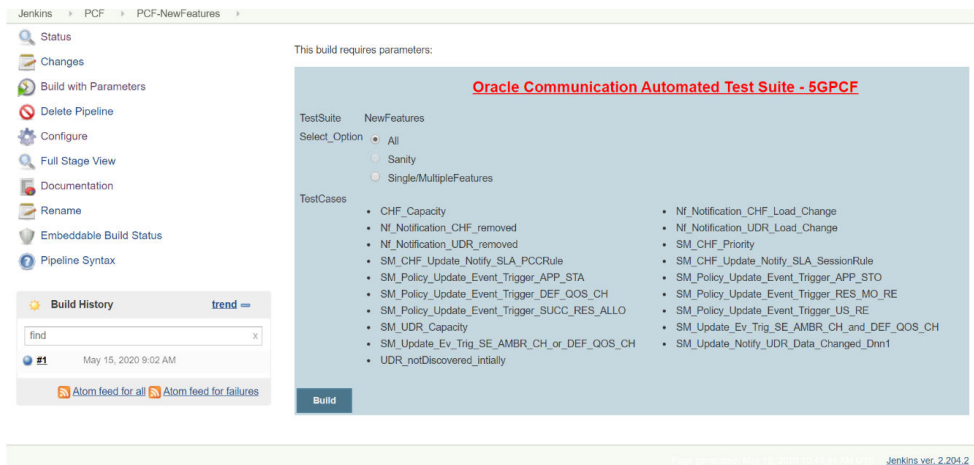 Jenkins PCF PCF-NewFeatures
Status
Changes
Build with Parameters
Delete Pipeline
Configure
Full Stage View
Documentation
Rename
Embeddable Build Status
Pipeline Syntax
Build History trend
find x
#1 May 15, 2020 9:02 AM
Atom feed for all Atom feed for failures
This build requires parameters:
Oracle Communication Automated Test Suite - 5GPCF
TestSuite NewFeatures
Select_Option All
Sanity
Single/MultipleFeatures
TestCases
CHF_Capacity
Nf_Notification_CHF_removed
Nf_Notification_UDR_removed
SM_CHF_Update_Notify_SLA_PCCRule
SM_Policy_Update_Event_Trigger_APP_STA
SM_Policy_Update_Event_Trigger_DEF_QOS_CH
SM_Policy_Update_Event_Trigger_SUCC_RES_ALLO
SM_UDR_Capacity
SM_Update_Ev_Trig_SE_AMBR_CH_or_DEF_QOS_CH
UDR_notDiscovered_intially
Nf_Notification_CHF_Load_Change
Nf_Notification_UDR_Load_Change
SM_CHF_Priority
SM_CHF_Update_Notify_SLA_SessionRule
SM_Policy_Update_Event_Trigger_APP_STO
SM_Policy_Update_Event_Trigger_RES_MO_RE
SM_Policy_Update_Event_Trigger_US_RE
SM_Update_Ev_Trig_SE_AMBR_CH_and_DEF_QOS_CH
SM_Update_Notify_UDR_Data_Changed_Dnn1
Build
Jenkins ver. 2.204.2